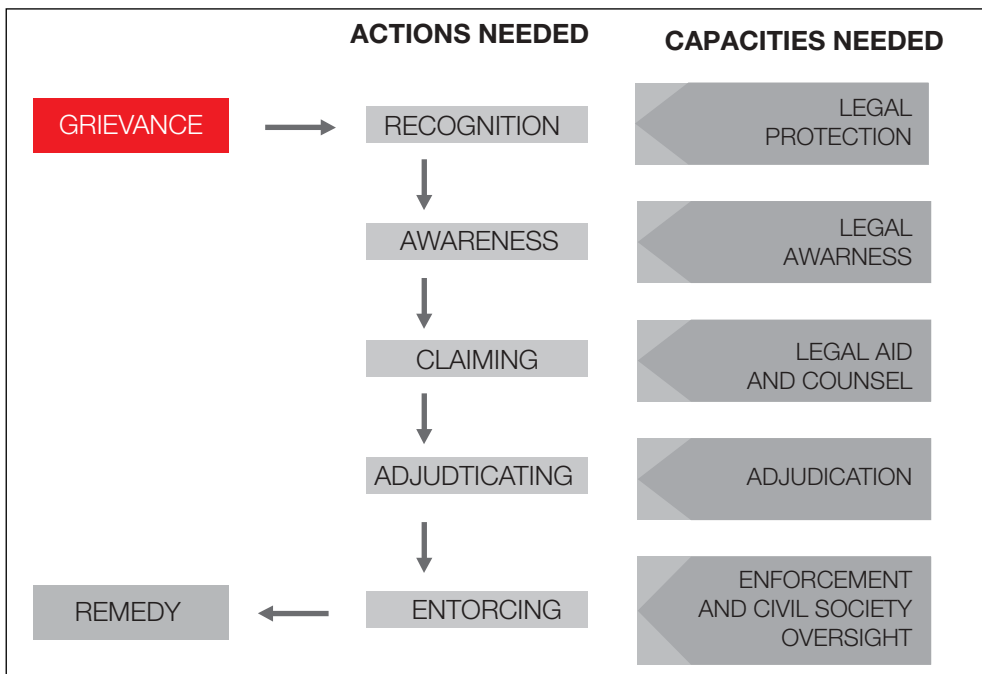 ACTIONS NEEDED
CAPACITIES NEEDED
GRIEVANCE
RECOGNITION
LEGAL
PROTECTION
AWARENESS
LEGAL
AWARNESS
CLAIMING
LEGAL AID
AND COUNSEL
ADJUDTICATING
ADJUDICATION
REMEDY
ENTORCING
ENFORCEMENT
AND CIVIL SOCIETY
OVERSIGHT